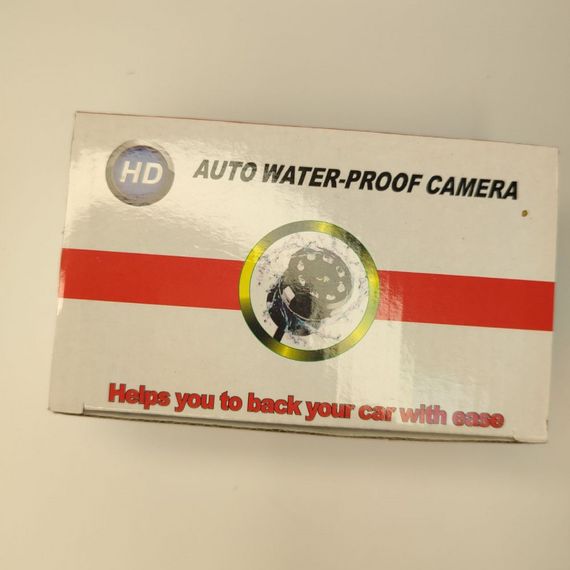 HD
AUTO WATER-PROOF CAMERA
Helps you to back your car with ease